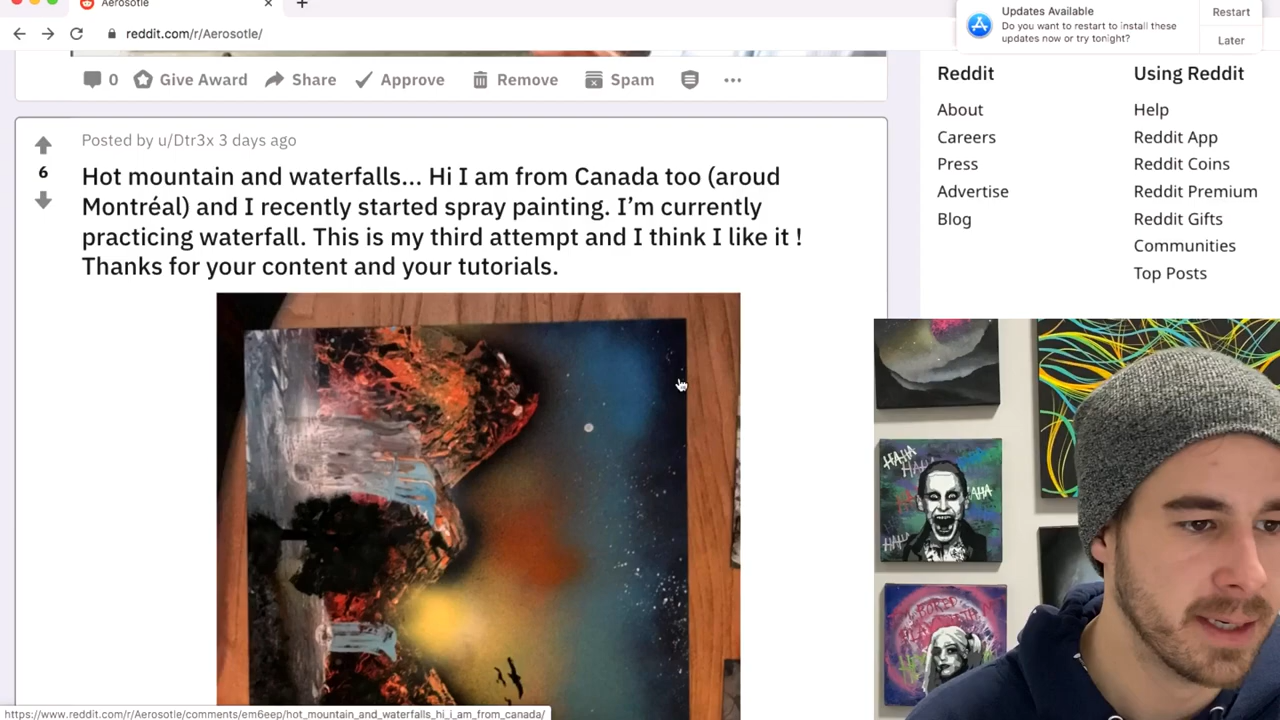 Aerosotle
Updates Available
Do you want to restart to install these
updates now or try tonight?
Restart
Later
reddit.com/r/Aerosotle/
0
Give Award
Share
Approve
Remove
Spam
Posted by u/Dtr3x 3 days ago
6
Hot mountain and waterfalls... Hi I am from Canada too (aroud
Montréal) and I recently started spray painting. I'm currently
practicing waterfall. This is my third attempt and I think I like it !
Thanks for your content and your tutorials.
Reddit
About
Careers
Press
Advertise
Blog
Using Reddit
Help
Reddit App
Reddit Coins
Reddit Premium
Reddit Gifts
Communities
Top Posts
HAHA
HAHA
HAHA
BORED
https://www.reddit.com/r/Aerosotle/comments/em6eep/hot_mountain_and_waterfalls_hi_i_am_from_canada/